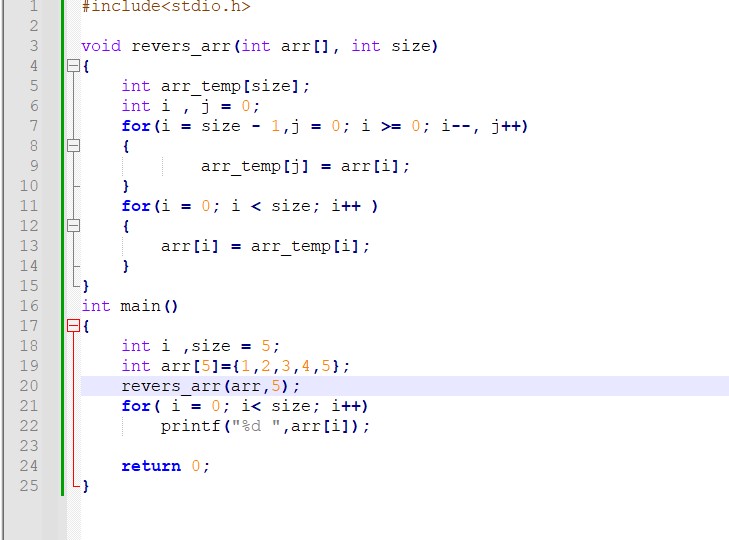 1 #include<stdio.h>
2
3 void revers_arr(int arr[], int size)
4 {
5     int arr_temp[size];
6     int i , j = 0;
7     for(i = size - 1,j = 0; i >= 0; i--, j++)
8     {
9             arr_temp[j] = arr[i];
10     }
11     for(i = 0; i < size; i++ )
12     {
13         arr[i] = arr_temp[i];
14     }
15 }
16 int main()
17 {
18     int i ,size = 5;
19     int arr[5]={1,2,3,4,5};
20     revers_arr(arr,5);
21     for( i = 0; i< size; i++)
22         printf("%d ",arr[i]);
23
24     return 0;
25 }